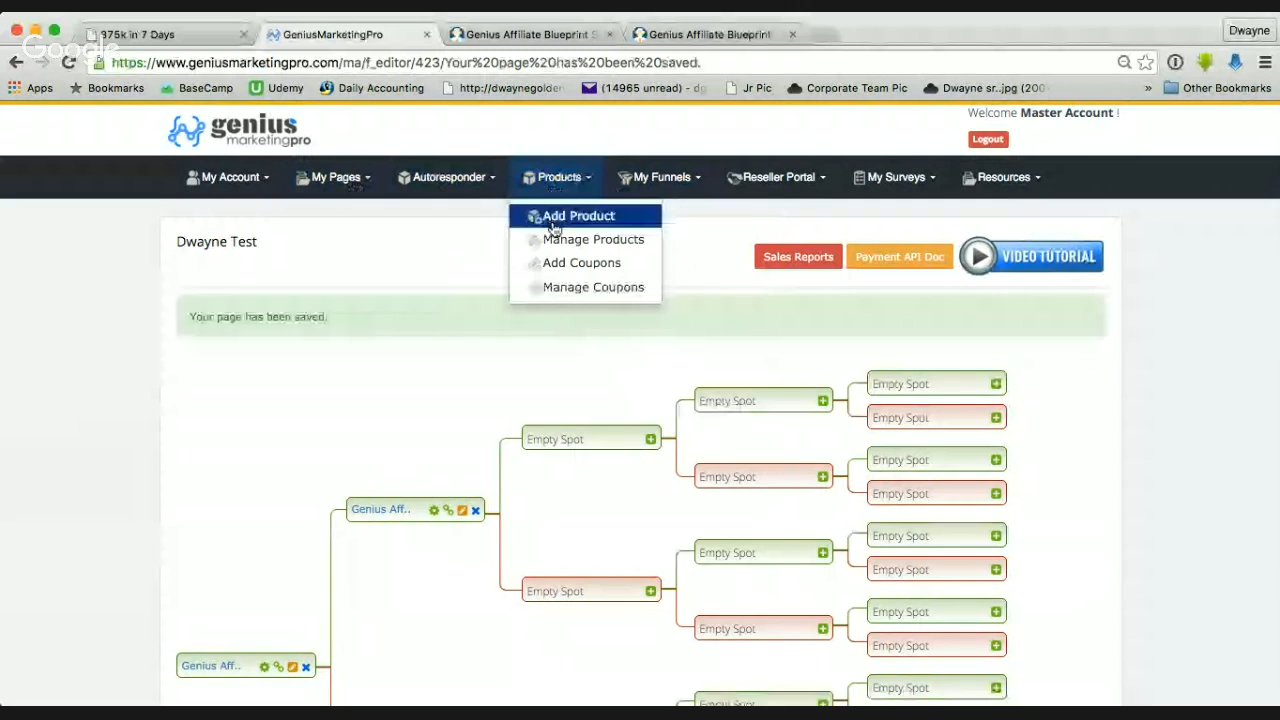 375k in 7 Days
GeniusMarketingPro
Genius Affiliate Blueprint S
Genius Affiliate Blueprint
Dwayne
Google
https://www.geniusmarketingpro.com/ma/f_editor/423/Your%20page%20has%20been%20saved.
Apps
Bookmarks
BaseCamp
Udemy
Daily Accounting
http://dwaynegolden
(14965 unread) - dg
Jr Pic
Corporate Team Pic
Dwayne sr..jpg (200
»
Other Bookmarks
genius
marketingpro
Welcome Master Account !
Logout
My Account
My Pages
Autoresponder
Products
My Funnels
Reseller Portal
My Surveys
Resources
Add Product
Manage Products
Add Coupons
Manage Coupons
Dwayne Test
Sales Reports
Payment API Doc
VIDEO TUTORIAL
Your page has been saved.
Empty Spot
Empty Spot
Empty Spot
Empty Spot
Empty Spot
Empty Spot
Empty Spot
Genius Aff..
Empty Spot
Empty Spot
Empty Spot
Empty Spot
Empty Spot
Empty Spot
Empty Spot
Genius Aff..
Empty Spot
Empty Spot